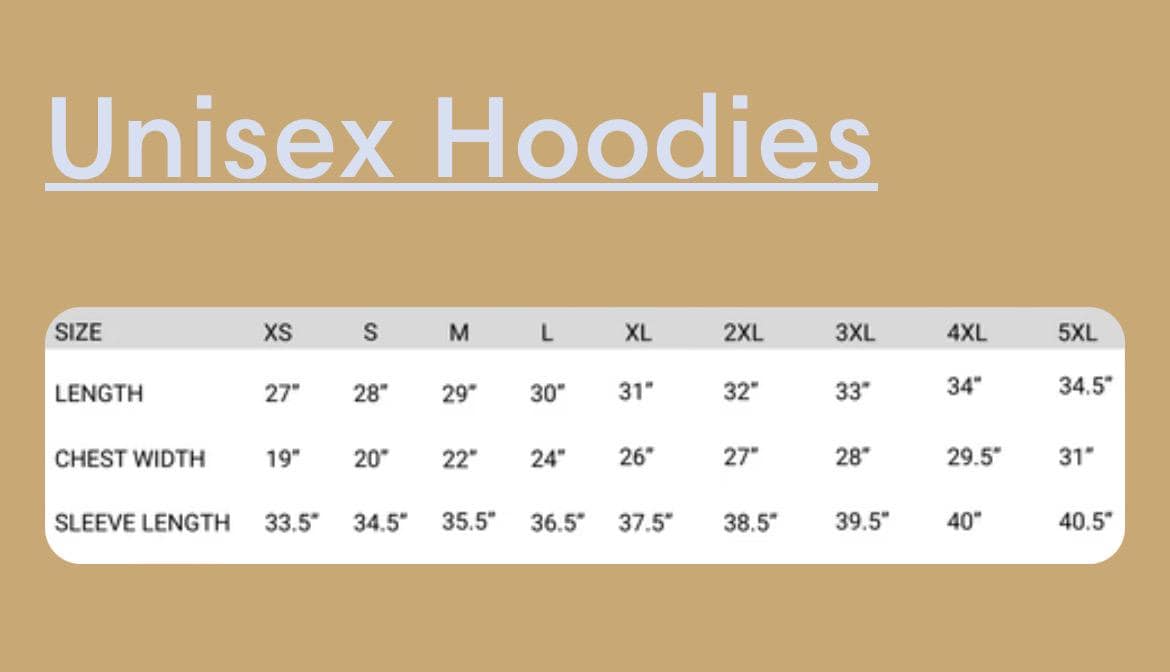 Unisex Hoodies
SIZE XS S M L XL 2XL 3XL 4XL 5XL
LENGTH 27" 28" 29" 30" 31" 32" 33" 34" 34.5"
CHEST WIDTH 19" 20" 22" 24" 26" 27" 28" 29.5" 31"
SLEEVE LENGTH 33.5" 34.5" 35.5" 36.5" 37.5" 38.5" 39.5" 40" 40.5"